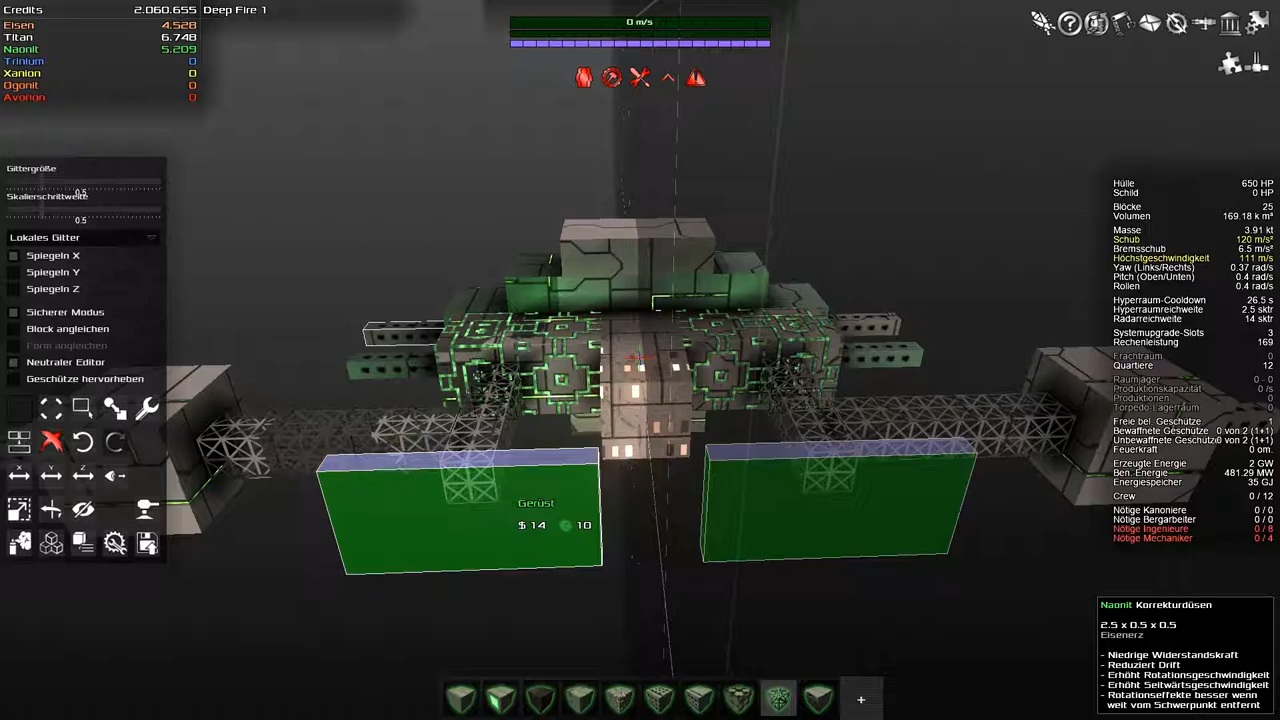 Credits 2.060.655 Deep Fire 1
Eisen 4.528
Titan 6.748
Naonit 5.209
Trinium 0
Xanion 0
Ogonit 0
Avorion 0
0 m/s
Gittergröße
0.5
Skalierschrittweite
0.5
Lokales Gitter
Spiegeln X
Spiegeln Y
Spiegeln Z
Sicherer Modus
Block angleichen
Form angleichen
Neutraler Editor
Geschütze hervorheben
X Y Z
Gerüst
$ 14 10
Hülle 650 HP
Schild 0 HP
Blöcke 25
Volumen 169.18 k m³
Masse 3.91 kt
Schub 120 m/s²
Bremsschub 6.5 m/s²
Höchstgeschwindigkeit 111 m/s
Yaw (Links/Rechts) 0.37 rad/s
Pitch (Oben/Unten) 0.4 rad/s
Rollen 0.4 rad/s
Hyperraum-Cooldown 26.5 s
Hyperraumreichweite 2.5 sktr
Radarreichweite 14 sktr
Systemupgrade-Slots 3
Rechenleistung 169
Frachtraum 0
Quartiere 12
Raumjäger 0 - 0
Produktionskapazität 0 /s
Produktionen 0
Torpedo-Lagerraum 0
Freie bel. Geschütze
Bewaffnete Geschütze 0 von 2 (1+1)
Unbewaffnete Geschütze 0 von 2 (1+1)
Feuerkraft 0 om.
Erzeugte Energie 2 GW
Ben. Energie 481.29 MW
Energiespeicher 35 GJ
Crew 0 / 12
Nötige Kanoniere 0 / 0
Nötige Bergarbeiter 0 / 0
Nötige Ingenieure 0 / 8
Nötige Mechaniker 0 / 4
Naonit Korrekturdüsen
2.5 x 0.5 x 0.5
Eisenerz
- Niedrige Widerstandskraft
- Reduziert Drift
- Erhöht Rotationsgeschwindigkeit
- Erhöht Seitwärtsgeschwindigkeit
- Rotationseffekte besser wenn
weit vom Schwerpunkt entfernt
+